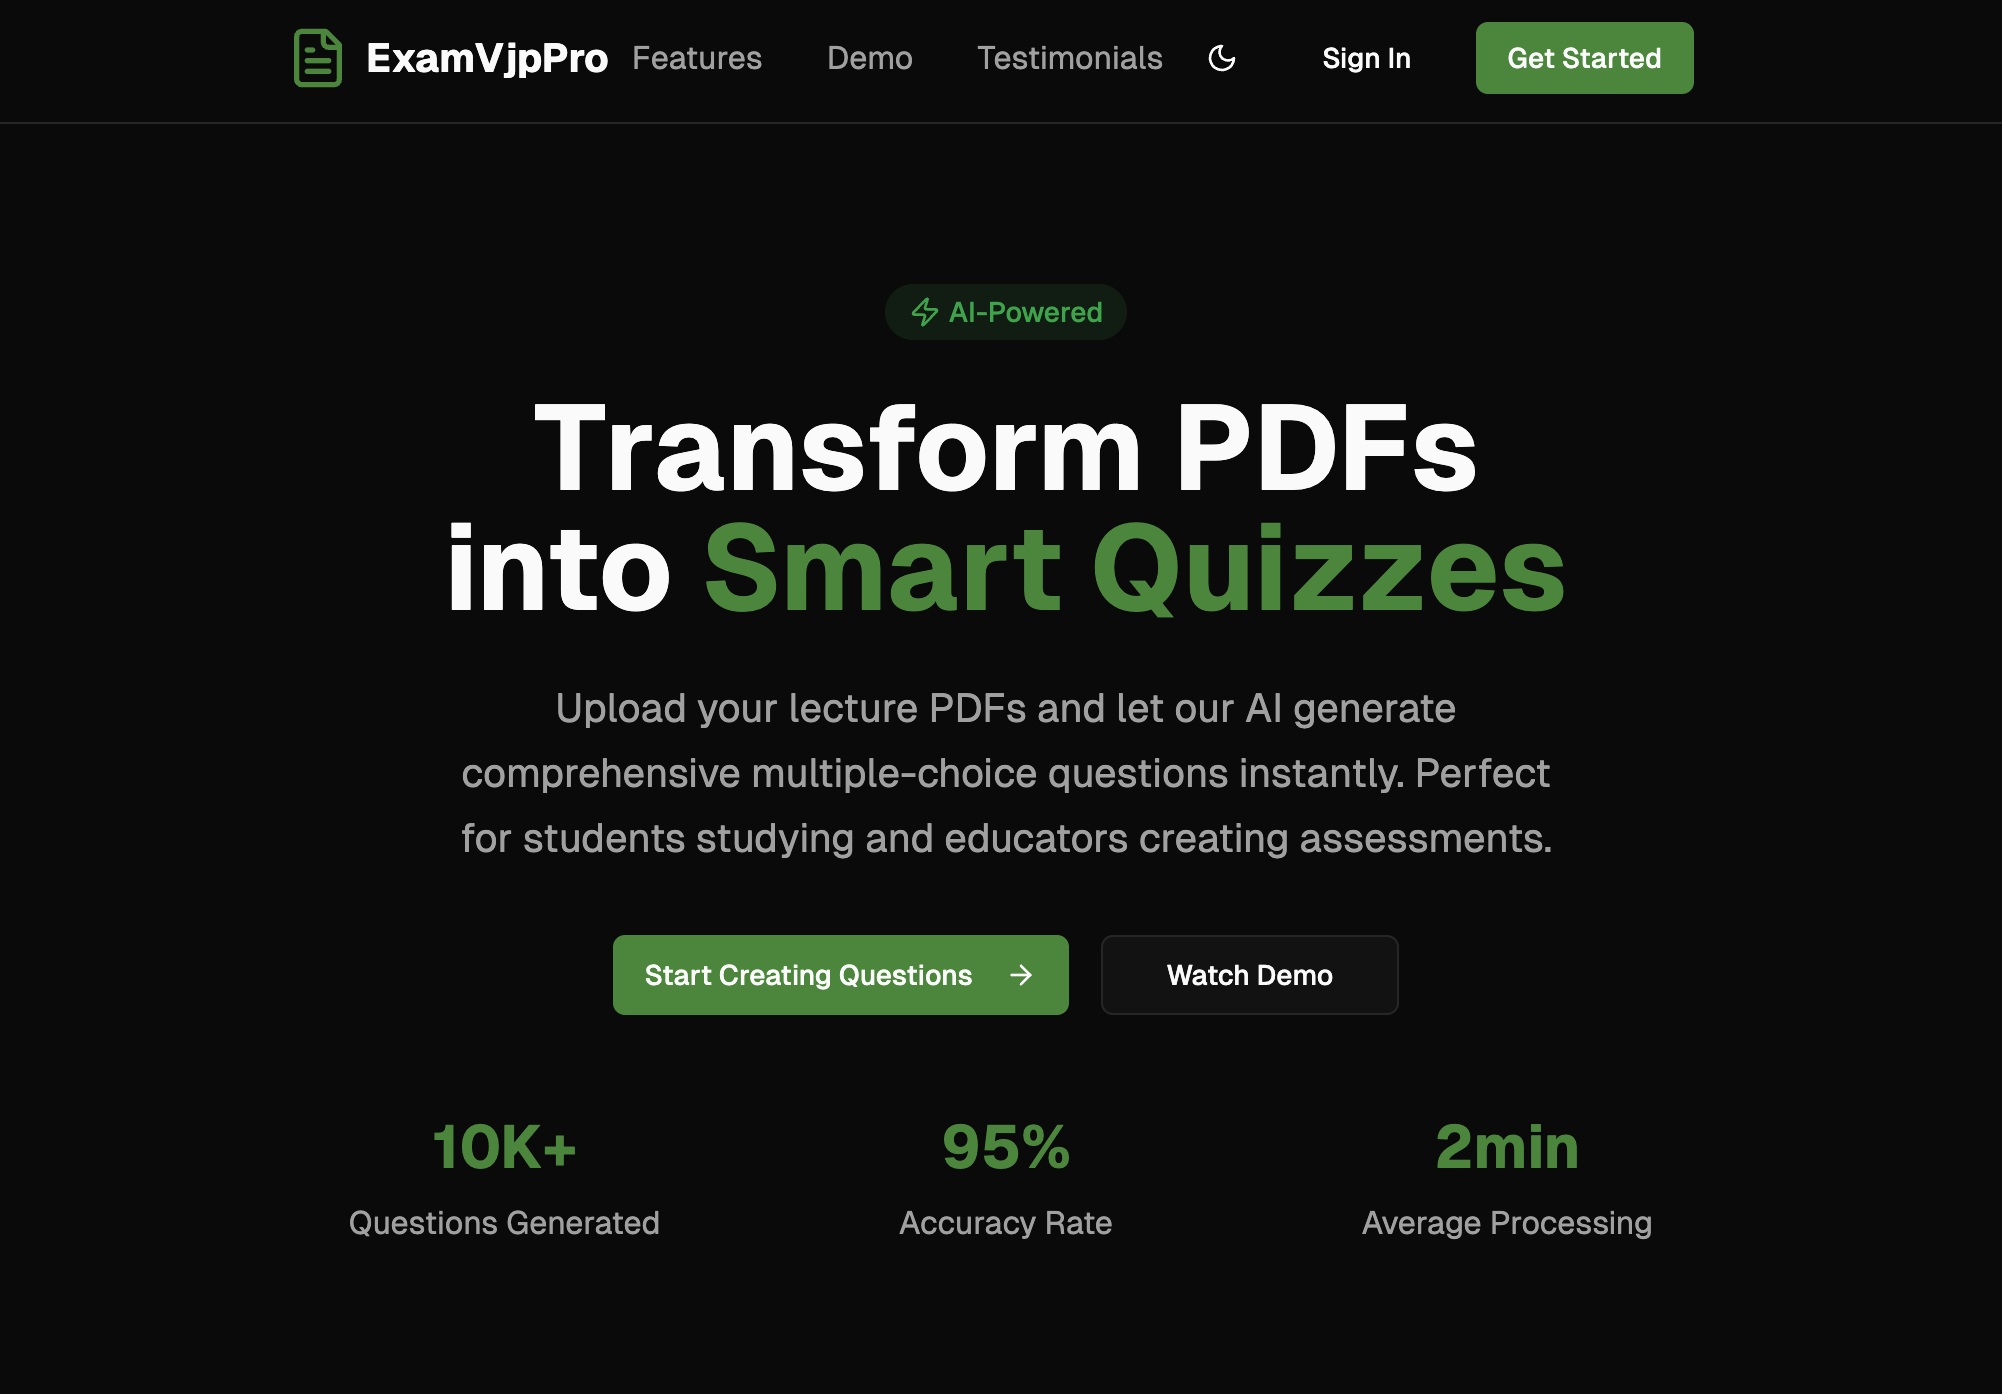 ExamVjpPro Features Demo Testimonials Sign In Get Started
AI-Powered
Transform PDFs
into Smart Quizzes
Upload your lecture PDFs and let our AI generate
comprehensive multiple-choice questions instantly. Perfect
for students studying and educators creating assessments.
Start Creating Questions Watch Demo
10K+ 95% 2min
Questions Generated Accuracy Rate Average Processing